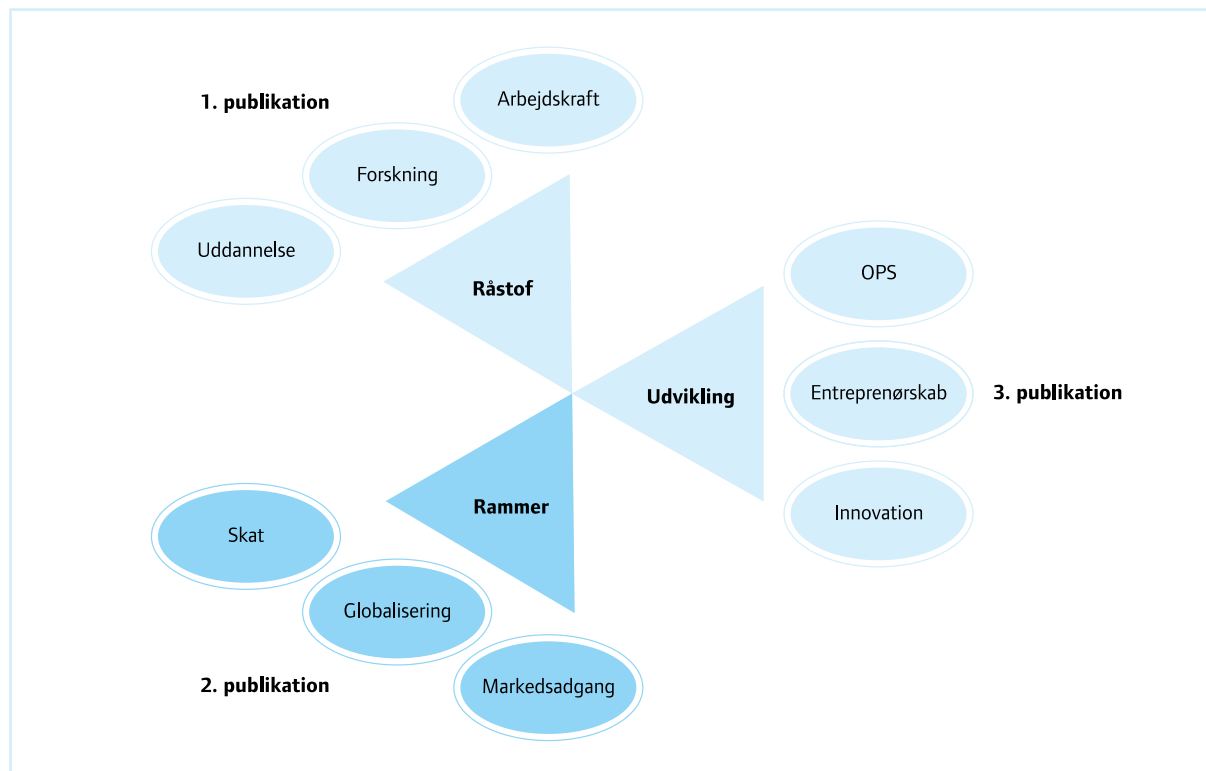 1. publikation
Arbejdskraft
Forskning
Uddannelse
Råstof
OPS
Udvikling
Entreprenørskab
3. publikation
Innovation
Rammer
Skat
Globalisering
2. publikation
Markedsadgang